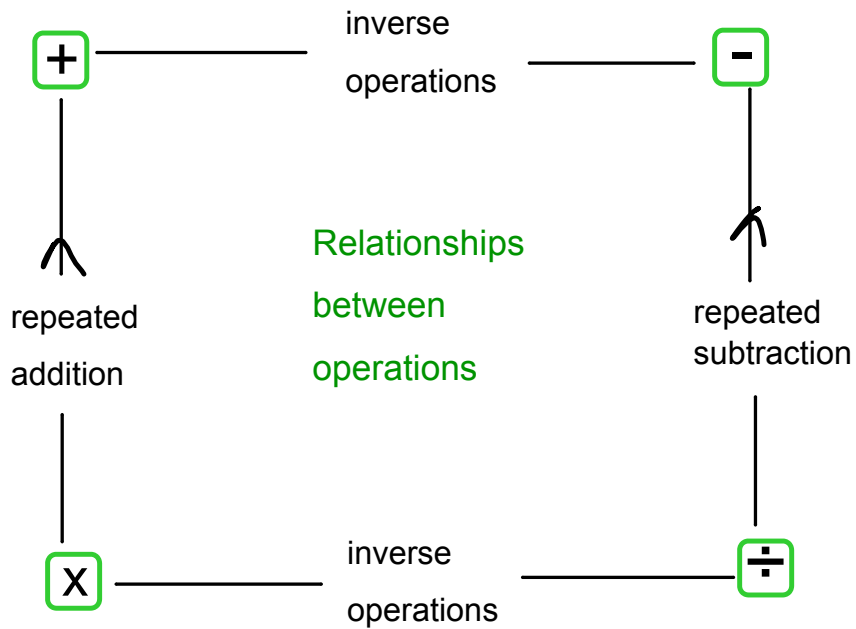 +
inverse
operations
-
Relationships
between
operations
repeated
addition
repeated
subtraction
x
inverse
operations
÷